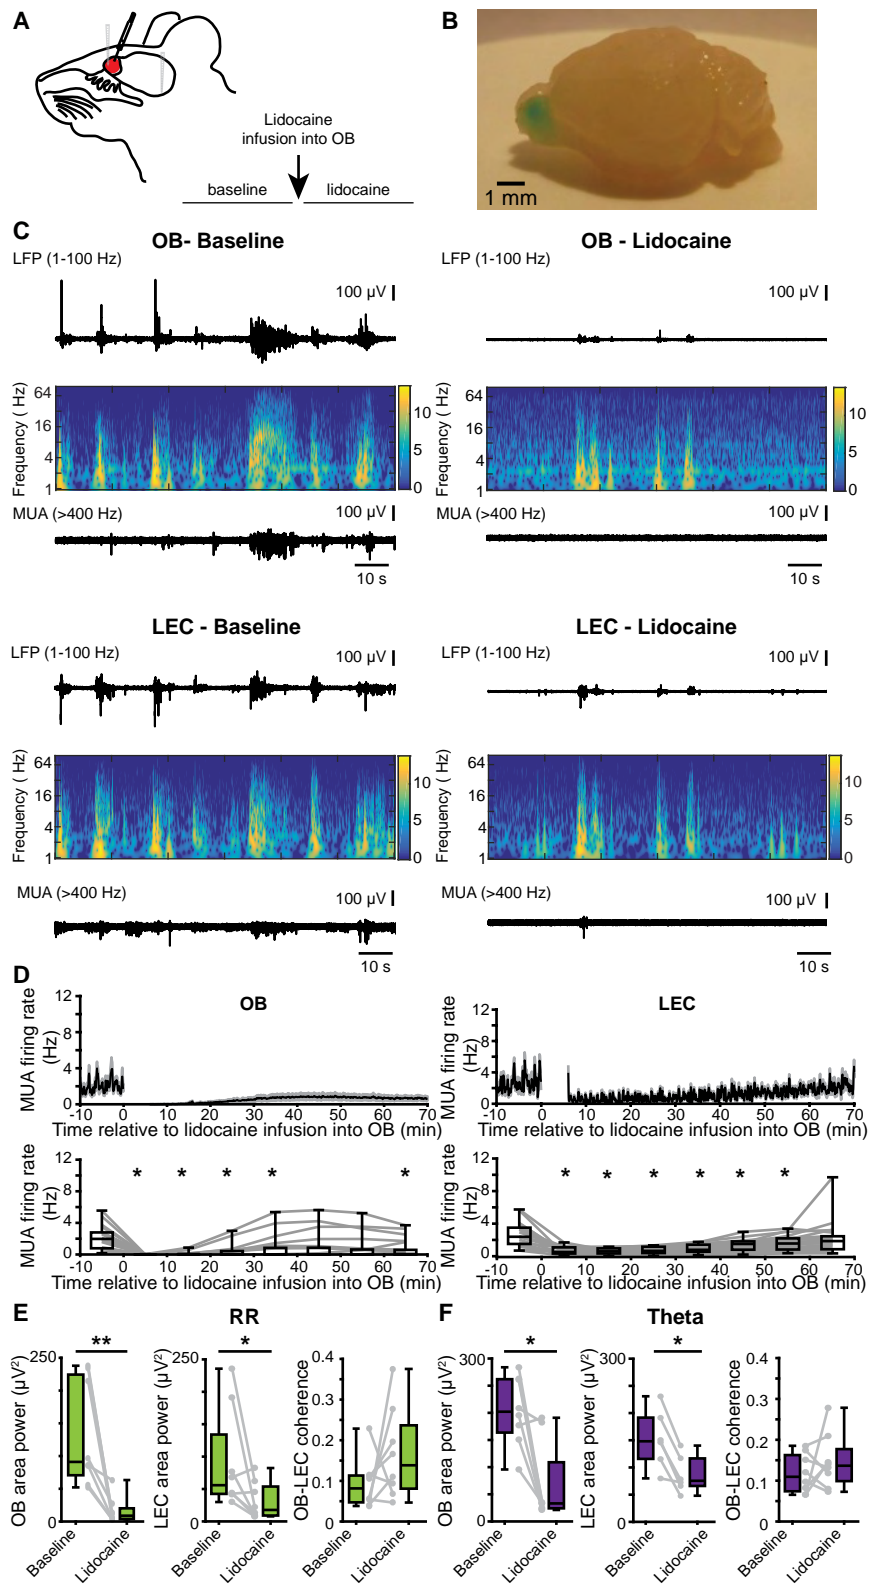 A
Lidocaine
infusion into OB
baseline
lidocaine
B
1 mm
C
OB- Baseline
LFP (1-100 Hz)
100 µV
Frequency ( Hz)
64
16
4
1
10
5
0
MUA (>400 Hz)
100 µV
10 s
OB - Lidocaine
LFP (1-100 Hz)
100 µV
Frequency ( Hz)
64
16
4
1
10
5
0
MUA (>400 Hz)
100 µV
10 s
LEC - Baseline
LFP (1-100 Hz)
100 µV
Frequency ( Hz)
64
16
4
1
10
5
0
MUA (>400 Hz)
100 µV
10 s
LEC - Lidocaine
LFP (1-100 Hz)
100 µV
Frequency ( Hz)
64
16
4
1
10
5
0
MUA (>400 Hz)
100 µV
10 s
D
OB
MUA firing rate
(Hz)
12
8
4
0
-10 0 10 20 30 40 50 60 70
Time relative to lidocaine infusion into OB (min)
LEC
MUA firing rate
(Hz)
12
8
4
0
-10 0 10 20 30 40 50 60 70
Time relative to lidocaine infusion into OB (min)
MUA firing rate
(Hz)
12
8
4
0
* * * * *
-10 0 10 20 30 40 50 60 70
Time relative to lidocaine infusion into OB (min)
MUA firing rate
(Hz)
12
8
4
0
* * * * * *
-10 0 10 20 30 40 50 60 70
Time relative to lidocaine infusion into OB (min)
E
RR
OB area power (µV²)
250
0
**
Baseline
Lidocaine
LEC area power (µV²)
250
0
*
Baseline
Lidocaine
OB-LEC coherence
0.4
0.3
0.2
0.1
0
Baseline
Lidocaine
F
Theta
OB area power (µV²)
300
0
*
Baseline
Lidocaine
LEC area power (µV²)
300
0
*
Baseline
Lidocaine
OB-LEC coherence
0.4
0.3
0.2
0.1
0
Baseline
Lidocaine